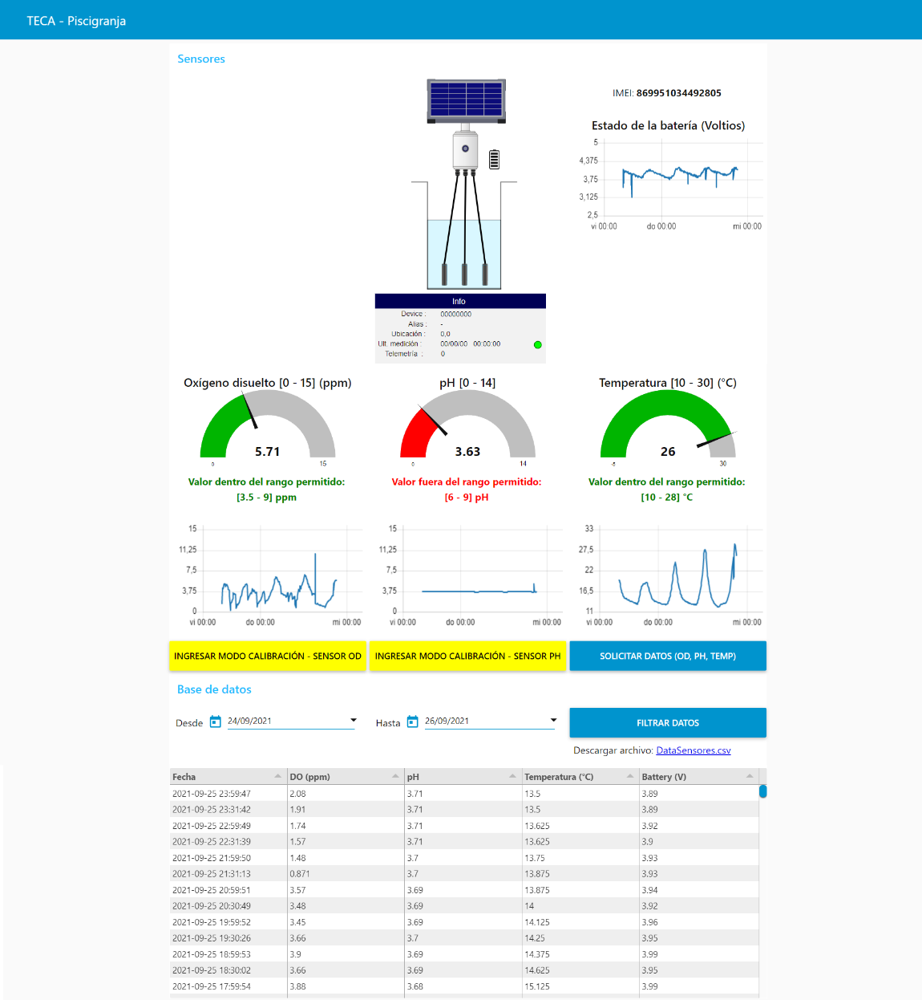 TECA - Piscigranja
Sensores
IMEI: 869951034492805
Estado de la batería (Voltios)
5
4,375
3,75
3,125
2,5
vi 00:00 do 00:00 mi 00:00
Info
Device : 00000000
Alias : -
Ubicación : 0,0
Ult. medición : 00/00/00 00:00:00
Telemetría : 0
Oxígeno disuelto [0 - 15] (ppm)
5.71
0 15
Valor dentro del rango permitido:
[3.5 - 9] ppm
pH [0 - 14]
3.63
0 14
Valor fuera del rango permitido:
[6 - 9] pH
Temperatura [10 - 30] (°C)
26
-5 30
Valor dentro del rango permitido:
[10 - 28] °C
15
11,25
7,5
3,75
0
vi 00:00 do 00:00 mi 00:00
15
11,25
7,5
3,75
0
vi 00:00 do 00:00 mi 00:00
33
27,5
22
16,5
11
vi 00:00 do 00:00 mi 00:00
INGRESAR MODO CALIBRACIÓN - SENSOR OD
INGRESAR MODO CALIBRACIÓN - SENSOR PH
SOLICITAR DATOS (OD, PH, TEMP)
Base de datos
Desde 24/09/2021
Hasta 26/09/2021
FILTRAR DATOS
Descargar archivo: DataSensores.csv
Fecha DO (ppm) pH Temperatura (°C) Battery (V)
2021-09-25 23:59:47 2.08 3.71 13.5 3.89
2021-09-25 23:31:42 1.91 3.71 13.5 3.89
2021-09-25 22:59:49 1.74 3.71 13.625 3.92
2021-09-25 22:31:39 1.57 3.71 13.625 3.9
2021-09-25 21:59:50 1.48 3.7 13.75 3.93
2021-09-25 21:31:13 0.871 3.7 13.875 3.93
2021-09-25 20:59:51 3.57 3.69 13.875 3.94
2021-09-25 20:30:49 3.48 3.69 14 3.92
2021-09-25 19:59:52 3.45 3.69 14.125 3.96
2021-09-25 19:30:26 3.66 3.7 14.25 3.95
2021-09-25 18:59:53 3.9 3.69 14.375 3.99
2021-09-25 18:30:02 3.66 3.69 14.625 3.95
2021-09-25 17:59:54 3.88 3.68 15.125 3.99